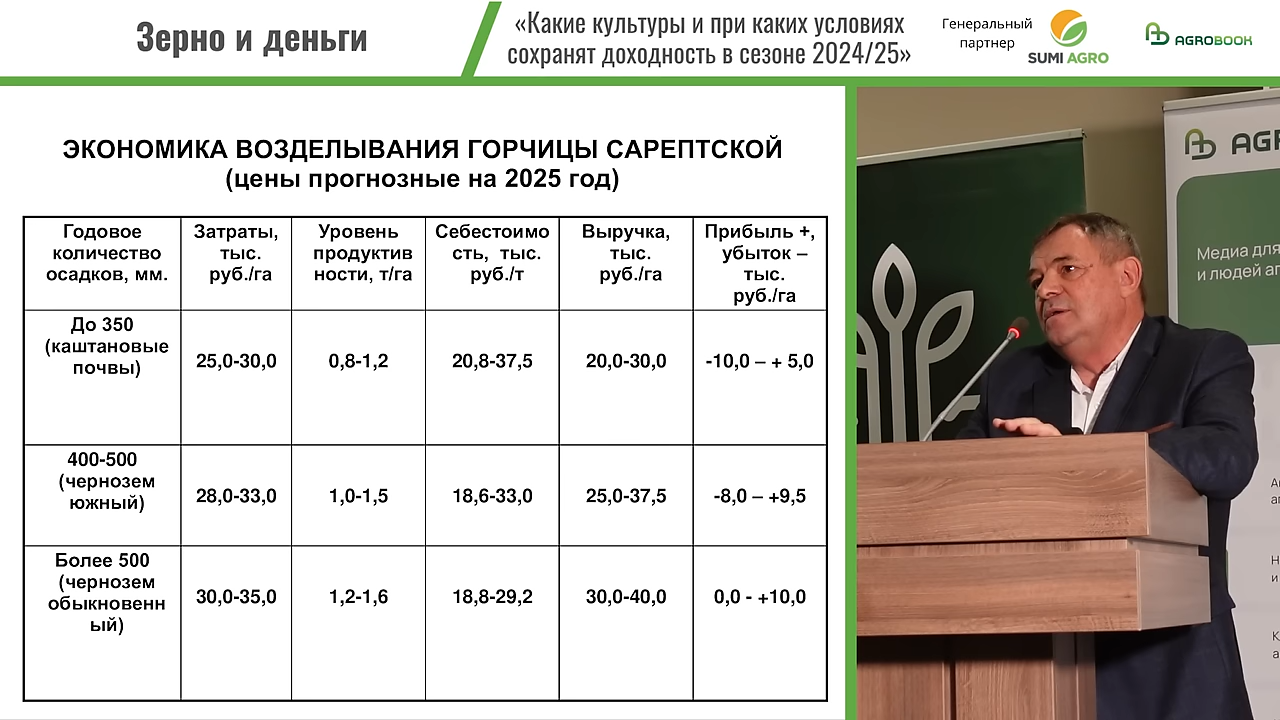 Зерно и деньги
«Какие культуры и при каких условиях
сохранят доходность в сезоне 2024/25»
Генеральный
партнер
SUMI AGRO
AGROBOOK
ЭКОНОМИКА ВОЗДЕЛЫВАНИЯ ГОРЧИЦЫ САРЕПТСКОЙ
(цены прогнозные на 2025 год)
Годовое
количество
осадков, мм.
Затраты,
тыс.
руб./га
Уровень
продуктив
ности, т/га
Себестоимо
сть, тыс.
руб./т
Выручка,
тыс.
руб./га
Прибыль +,
убыток –
тыс.
руб./га
До 350
(каштановые
почвы)
25,0-30,0
0,8-1,2
20,8-37,5
20,0-30,0
-10,0 – + 5,0
400-500
(чернозем
южный)
28,0-33,0
1,0-1,5
18,6-33,0
25,0-37,5
-8,0 – +9,5
Более 500
(чернозем
обыкновенн
ый)
30,0-35,0
1,2-1,6
18,8-29,2
30,0-40,0
0,0 - +10,0
Медиа для